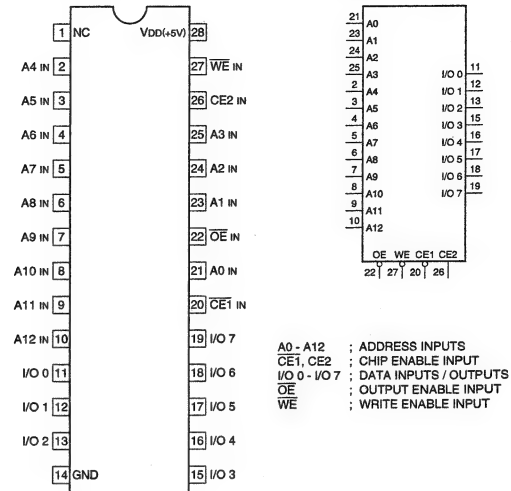 1 NC VDD(+5V) 28
A4 IN 2 27 W̅E̅ IN
A5 IN 3 26 CE2 IN
A6 IN 4 25 A3 IN
A7 IN 5 24 A2 IN
A8 IN 6 23 A1 IN
A9 IN 7 22 O̅E̅ IN
A10 IN 8 21 A0 IN
A11 IN 9 20 C̅E̅1̅ IN
A12 IN 10 19 I/O 7
I/O 0 11 18 I/O 6
I/O 1 12 17 I/O 5
I/O 2 13 16 I/O 4
14 GND 15 I/O 3
21 A0
23 A1
24 A2
25 A3 I/O 0 11
2 A4 I/O 1 12
3 A5 I/O 2 13
4 A6 I/O 3 15
5 A7 I/O 4 16
6 A8 I/O 5 17
7 A9 I/O 6 18
8 A10 I/O 7 19
9 A11
10 A12
OE WE CE1 CE2
22 27 20 26
A0 - A12 ; ADDRESS INPUTS
C̅E̅1̅, CE2 ; CHIP ENABLE INPUT
I/O 0 - I/O 7 ; DATA INPUTS / OUTPUTS
O̅E̅ ; OUTPUT ENABLE INPUT
W̅E̅ ; WRITE ENABLE INPUT